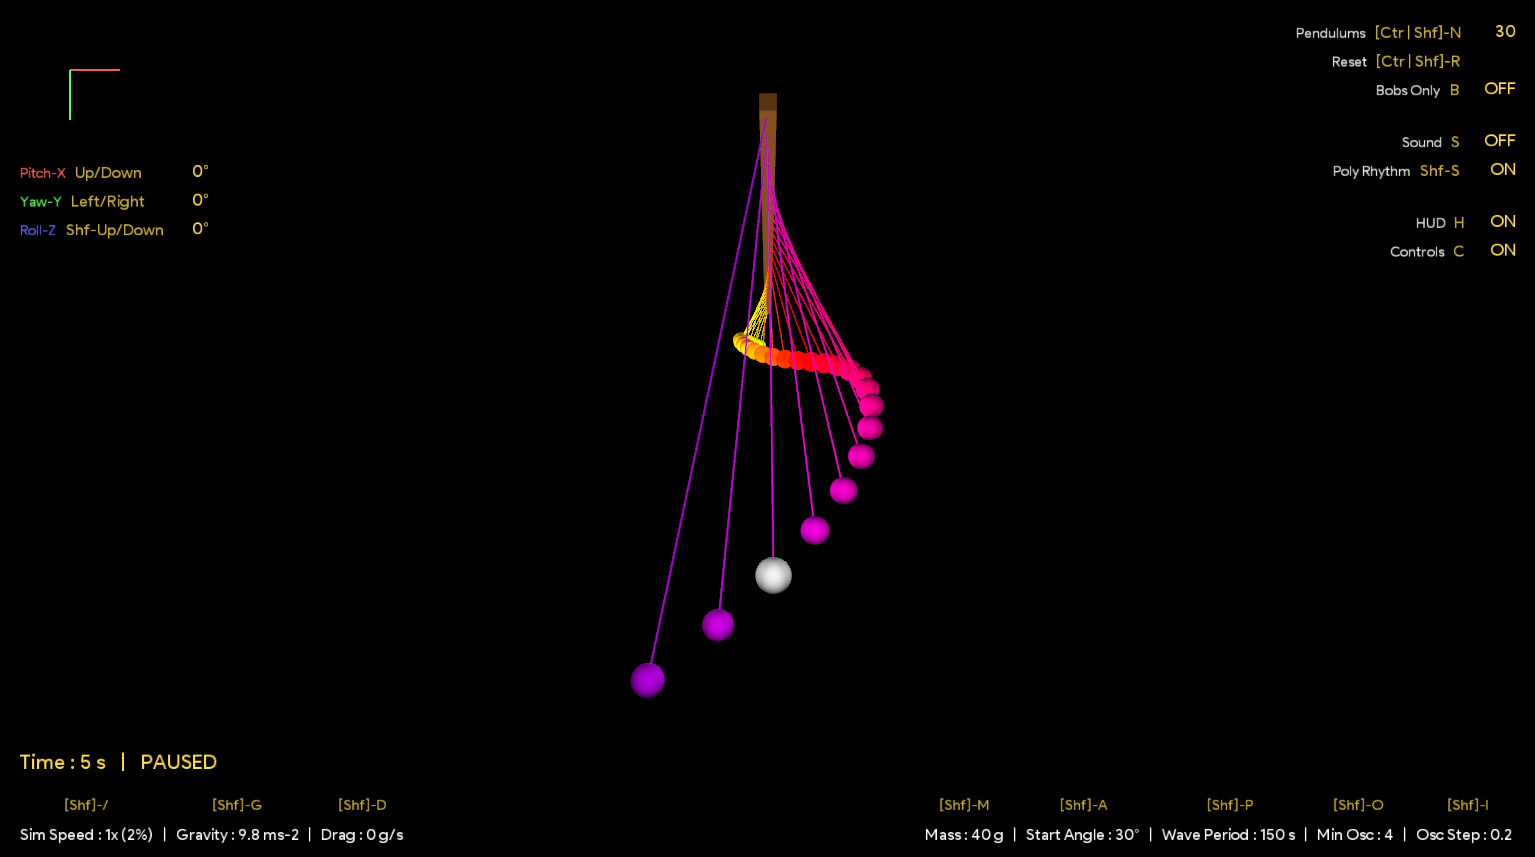 Pendulums [Ctr | Shf]-N 30
Reset [Ctr | Shf]-R
Bobs Only B OFF
Sound S OFF
Poly Rhythm Shf-S ON
HUD H ON
Controls C ON
Pitch-X Up/Down 0°
Yaw-Y Left/Right 0°
Roll-Z Shf-Up/Down 0°
Time : 5 s | PAUSED
[Shf]-/ [Shf]-G [Shf]-D
Sim Speed : 1x (2%) | Gravity : 9.8 ms-2 | Drag : 0 g/s
[Shf]-M [Shf]-A [Shf]-P [Shf]-O [Shf]-I
Mass : 40 g | Start Angle : 30° | Wave Period : 150 s | Min Osc : 4 | Osc Step : 0.2